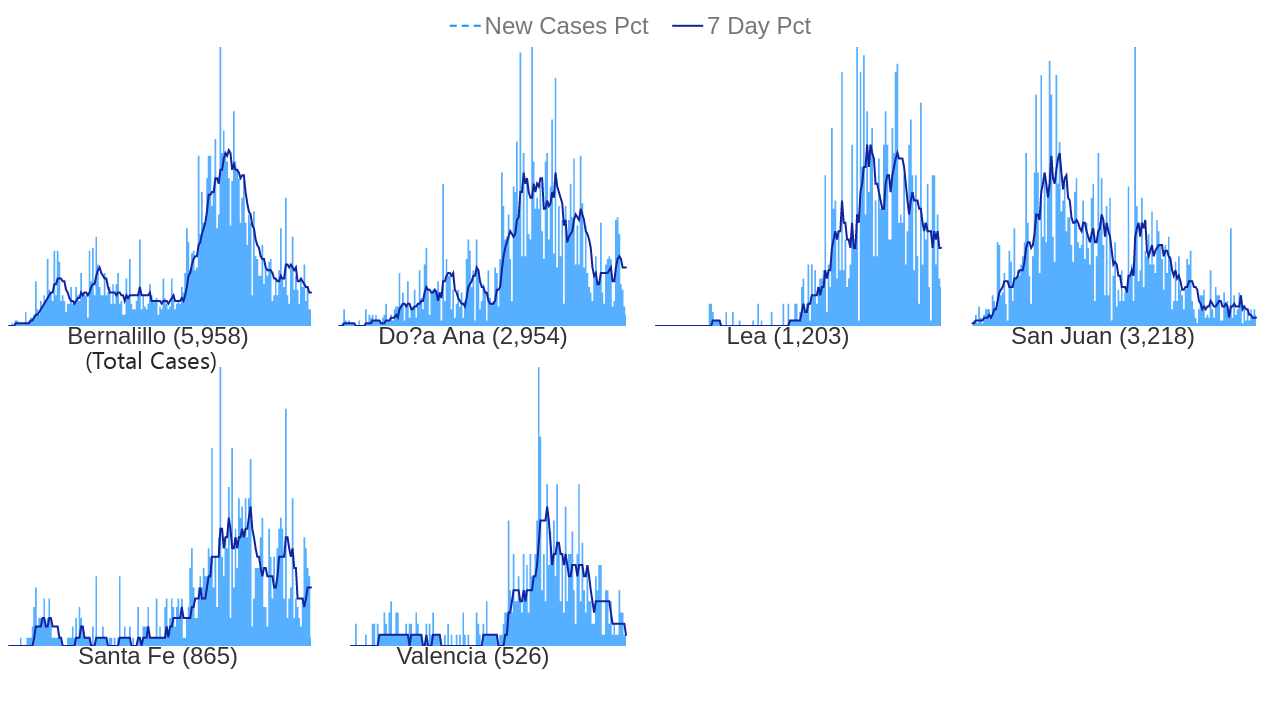 New Cases Pct 7 Day Pct
Bernalillo (5,958) Do?a Ana (2,954) Lea (1,203) San Juan (3,218)
(Total Cases)
Santa Fe (865) Valencia (526)